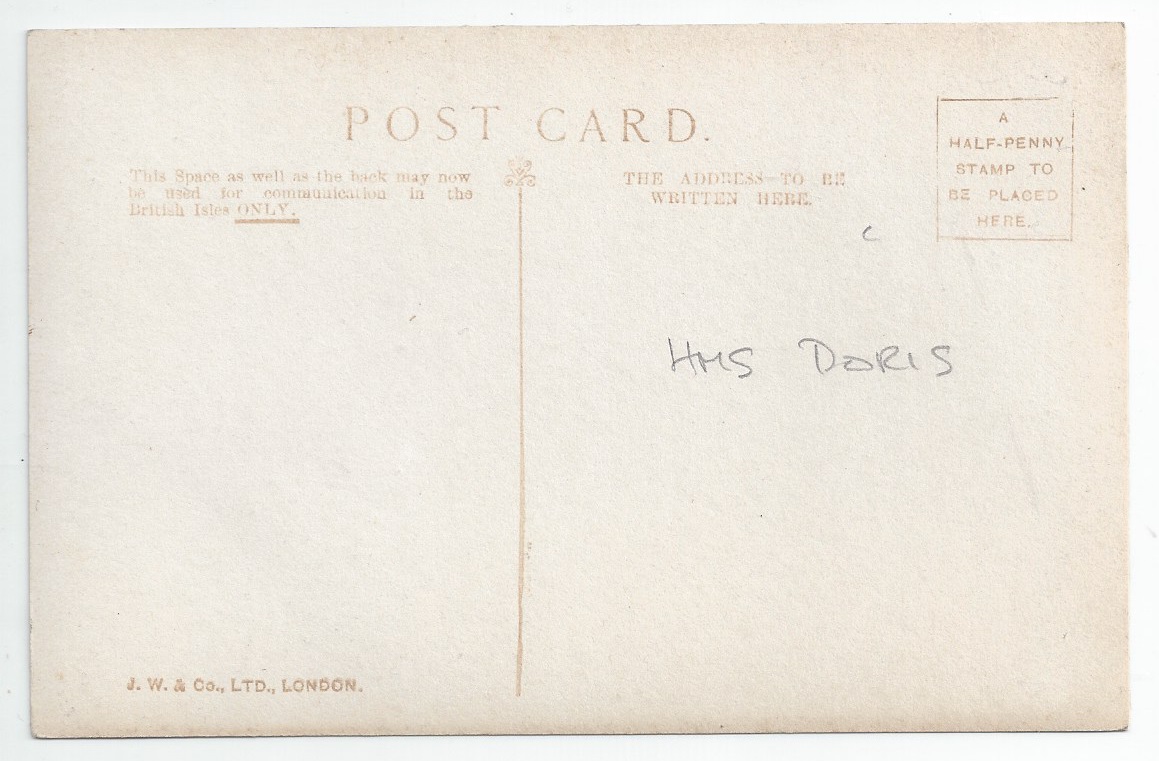 POST CARD.
This Space as well as the back may now
be used for communication in the
British Isles ONLY.
THE ADDRESS TO BE
WRITTEN HERE.
A
HALF-PENNY
STAMP TO
BE PLACED
HERE.
HMS DORIS
J. W. & Co., LTD., LONDON.